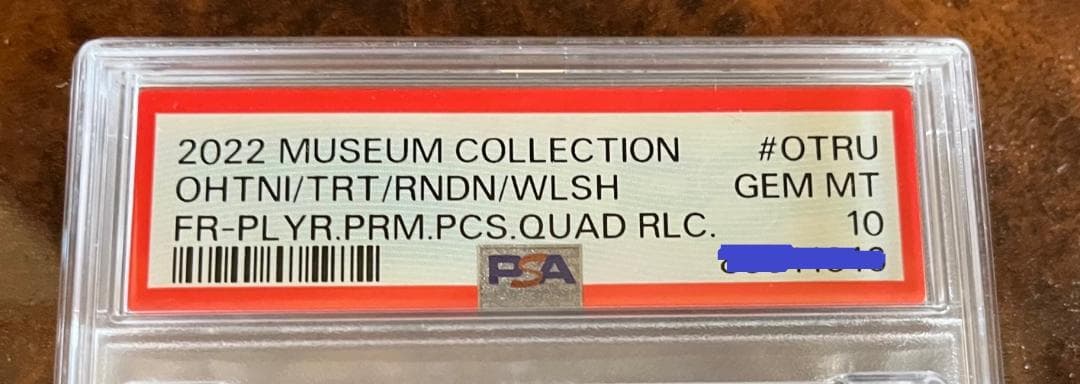 2022 MUSEUM COLLECTION #OTRU
OHTNI/TRT/RNDN/WLSH GEM MT
FR-PLYR.PRM.PCS.QUAD RLC. 10
PSA